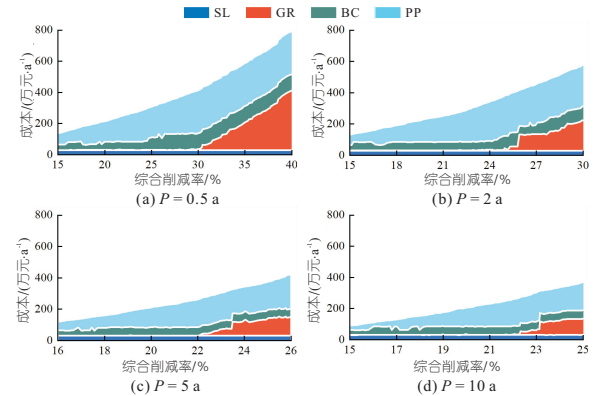 SL GR BC PP
成本/(万元·a⁻¹)
800
600
400
200
0
15 20 25 30 35 40
综合削减率/%
(a) P = 0.5 a
成本/(万元·a⁻¹)
800
600
400
200
0
15 18 21 24 27 30
综合削减率/%
(b) P = 2 a
成本/(万元·a⁻¹)
800
600
400
200
0
16 18 20 22 24 26
综合削减率/%
(c) P = 5 a
成本/(万元·a⁻¹)
800
600
400
200
0
15 17 19 21 23 25
综合削减率/%
(d) P = 10 a